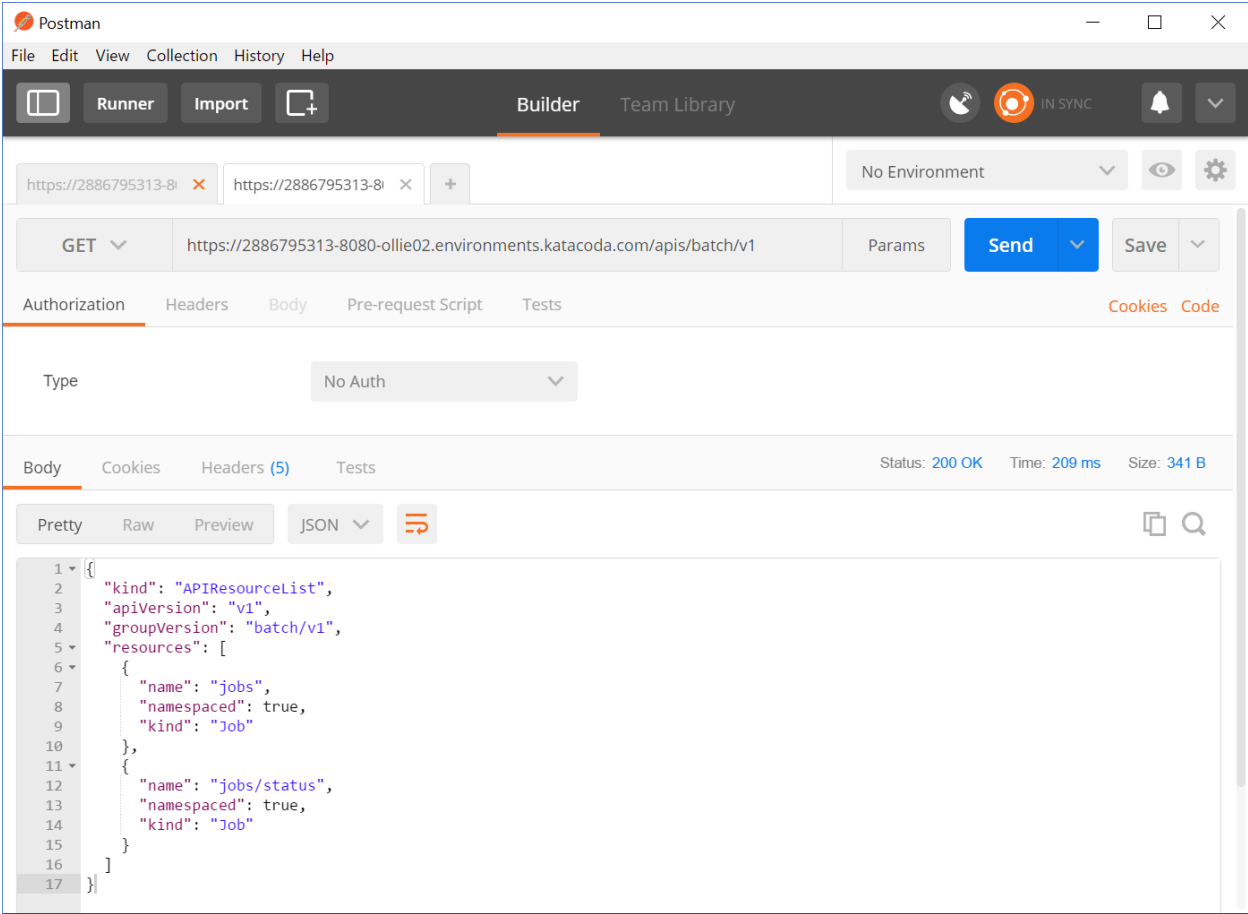 Postman
File Edit View Collection History Help
Runner Import Builder Team Library IN SYNC
https://2886795313-8 https://2886795313-8 + No Environment
GET https://2886795313-8080-ollie02.environments.katacoda.com/apis/batch/v1 Params Send Save
Authorization Headers Body Pre-request Script Tests Cookies Code
Type No Auth
Body Cookies Headers (5) Tests Status: 200 OK Time: 209 ms Size: 341 B
Pretty Raw Preview JSON
1 {
2 "kind": "APIResourceList",
3 "apiVersion": "v1",
4 "groupVersion": "batch/v1",
5 "resources": [
6 {
7 "name": "jobs",
8 "namespaced": true,
9 "kind": "Job"
10 },
11 {
12 "name": "jobs/status",
13 "namespaced": true,
14 "kind": "Job"
15 }
16 ]
17 }